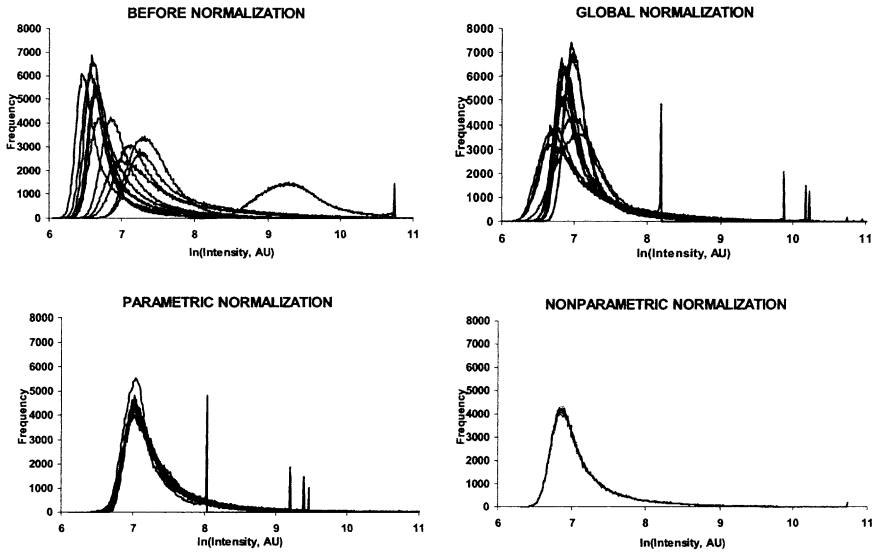 BEFORE NORMALIZATION
8000
7000
6000
5000
4000
3000
2000
1000
0
Frequency
6 7 8 9 10 11
ln(Intensity, AU)
GLOBAL NORMALIZATION
8000
7000
6000
5000
4000
3000
2000
1000
0
Frequency
6 7 8 9 10 11
ln(Intensity, AU)
PARAMETRIC NORMALIZATION
8000
7000
6000
5000
4000
3000
2000
1000
0
Frequency
6 7 8 9 10 11
ln(Intensity, AU)
NONPARAMETRIC NORMALIZATION
8000
7000
6000
5000
4000
3000
2000
1000
0
Frequency
6 7 8 9 10 11
ln(Intensity, AU)